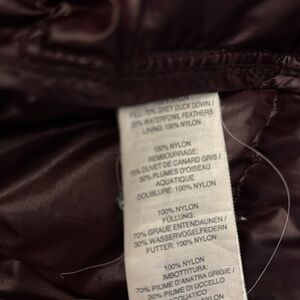 FILL: 70% GREY DUCK DOWN /
30% WATERFOWL FEATHERS
LINING: 100% NYLON
100% NYLON
REMBOURRAGE:
DUVET DE CANARD GRIS /
30% PLUMES D'OISEAU
AQUATIQUE
DOUBLURE: 100% NYLON
100% NYLON
FÜLLUNG:
70% GRAUE ENTENDAUNEN /
30% WASSERVOGELFEDERN
FUTTER: 100% NYLON
100% NYLON
IMBOTTITURA:
70% PIUME D'ANATRA GRIGIE /
30% PIUME DI UCCELLO
ACQUATICO